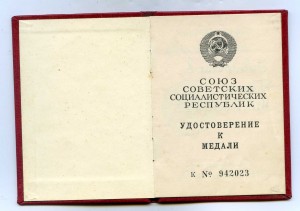 СОЮЗ
СОВЕТСКИХ
СОЦИАЛИСТИЧЕСКИХ
РЕСПУБЛИК
УДОСТОВЕРЕНИЕ
К
МЕДАЛИ
К № 942023